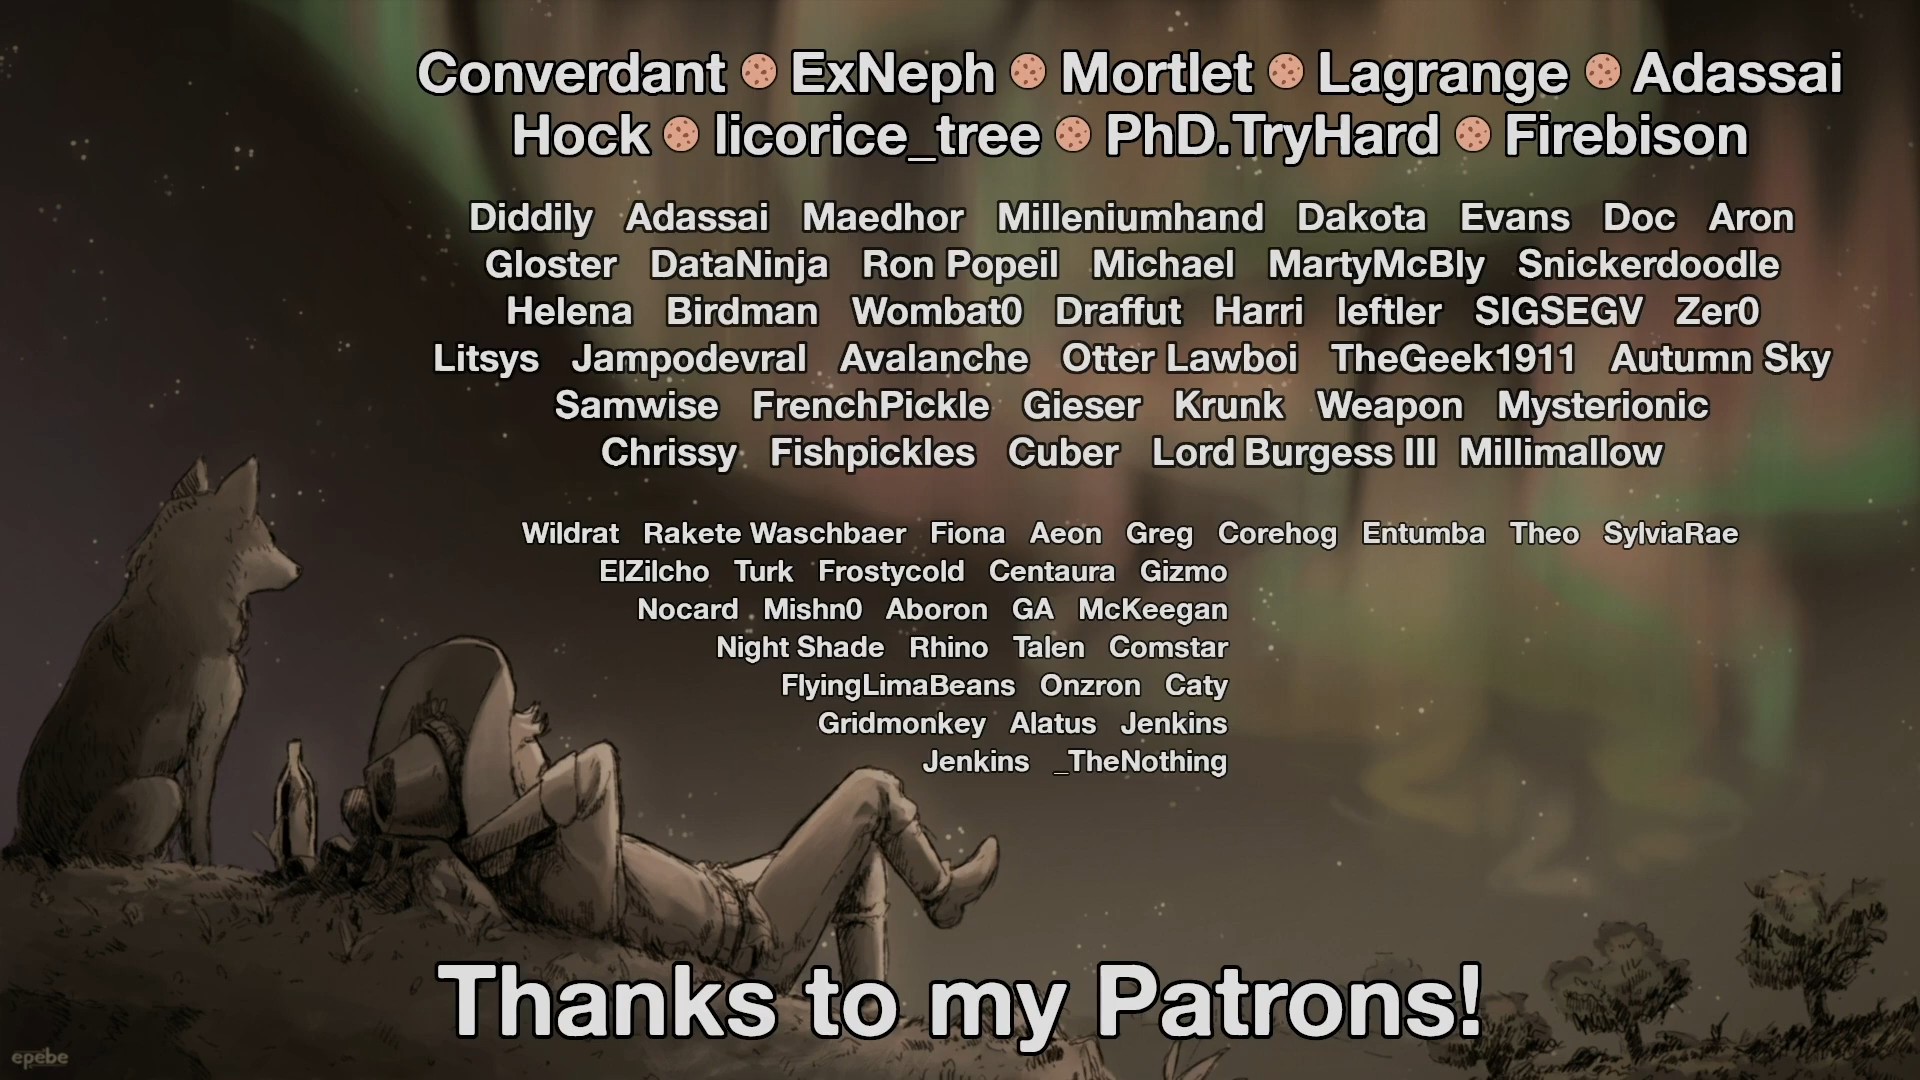 Converdant ExNeph Mortlet Lagrange Adassai
Hock licorice_tree PhD.TryHard Firebison
Diddily Adassai Maedhor Milleniumhand Dakota Evans Doc Aron
Gloster DataNinja Ron Popeil Michael MartyMcBly Snickerdoodle
Helena Birdman Wombat0 Draffut Harri leftler SIGSEGV Zer0
Litsys Jampodevral Avalanche Otter Lawboi TheGeek1911 Autumn Sky
Samwise FrenchPickle Gieser Krunk Weapon Mysterionic
Chrissy Fishpickles Cuber Lord Burgess III Millimallow
Wildrat Rakete Waschbaer Fiona Aeon Greg Corehog Entumba Theo SylviaRae
ElZilcho Turk Frostycold Centaura Gizmo
Nocard Mishn0 Aboron GA McKeegan
Night Shade Rhino Talen Comstar
FlyingLimaBeans Onzron Caty
Gridmonkey Alatus Jenkins
Jenkins _TheNothing
Thanks to my Patrons!
epebe